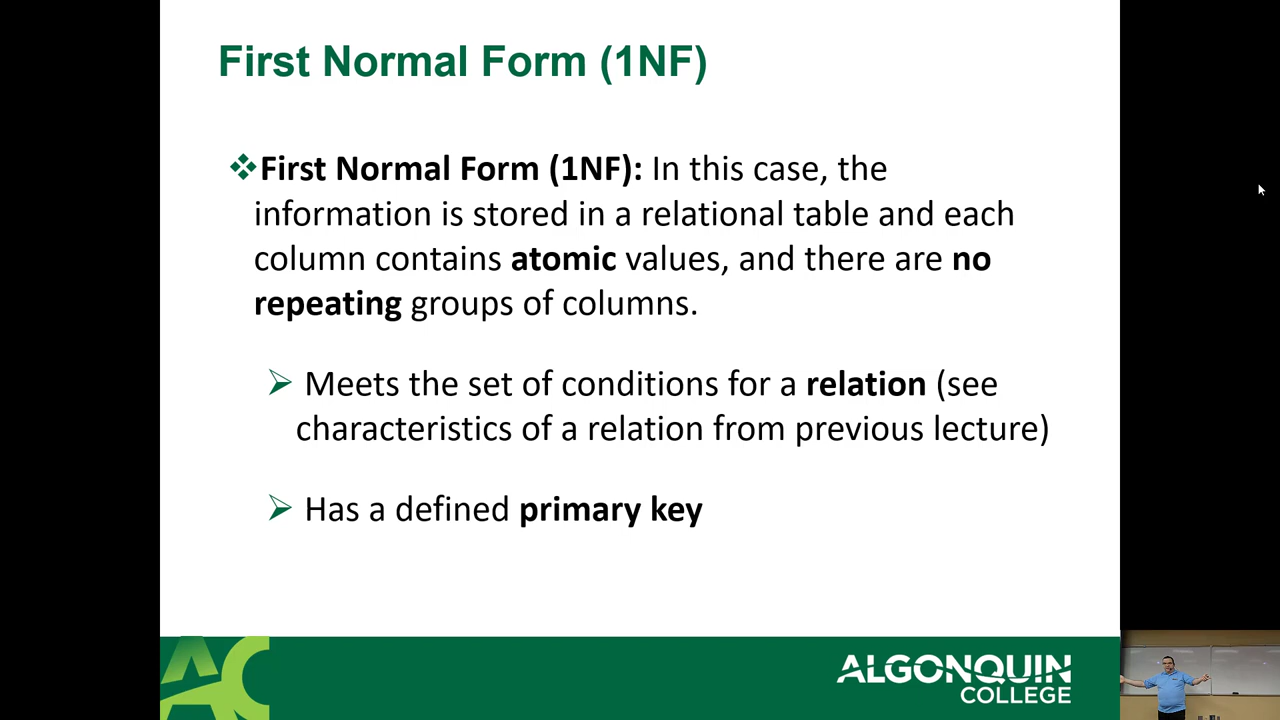 First Normal Form (1NF)
First Normal Form (1NF): In this case, the
information is stored in a relational table and each
column contains atomic values, and there are no
repeating groups of columns.
Meets the set of conditions for a relation (see
characteristics of a relation from previous lecture)
Has a defined primary key
AC
ALGONQUIN
COLLEGE